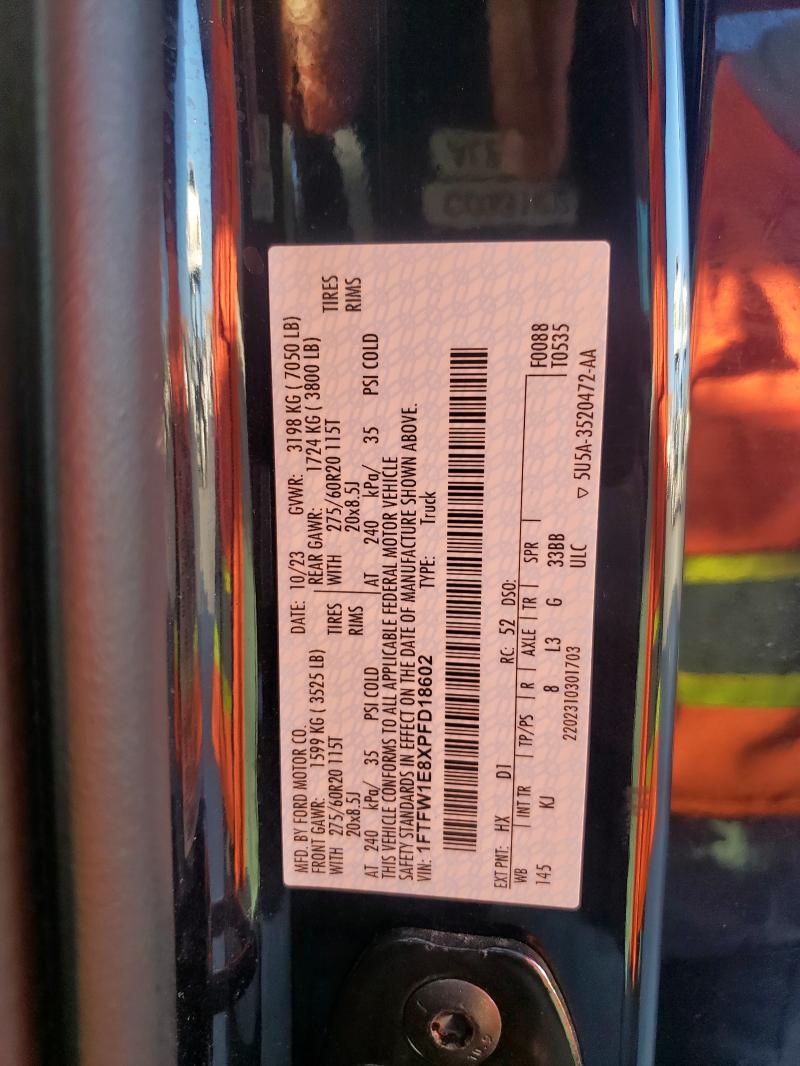 MFD. BY FORD MOTOR CO. DATE: 10/23 GVWR: 3198 KG ( 7050 LB)
FRONT GAWR: 1599 KG ( 3525 LB) REAR GAWR: 1724 KG ( 3800 LB)
WITH 275/60R20 115T TIRES WITH 275/60R20 115T TIRES
20x8.5J RIMS 20x8.5J RIMS
AT 240 kPa/ 35 PSI COLD AT 240 kPa/ 35 PSI COLD
THIS VEHICLE CONFORMS TO ALL APPLICABLE FEDERAL MOTOR VEHICLE
SAFETY STANDARDS IN EFFECT ON THE DATE OF MANUFACTURE SHOWN ABOVE.
VIN: 1FTFW1E8XPFD18602 TYPE: Truck
EXT PNT: HX D1 RC: 52 DSO:
WB INT TR TP/PS R AXLE TR SPR F0088
145 KJ 8 L3 G 33BB T0535
ULC
2202310301703 5U5A-3520472-AA
10.9